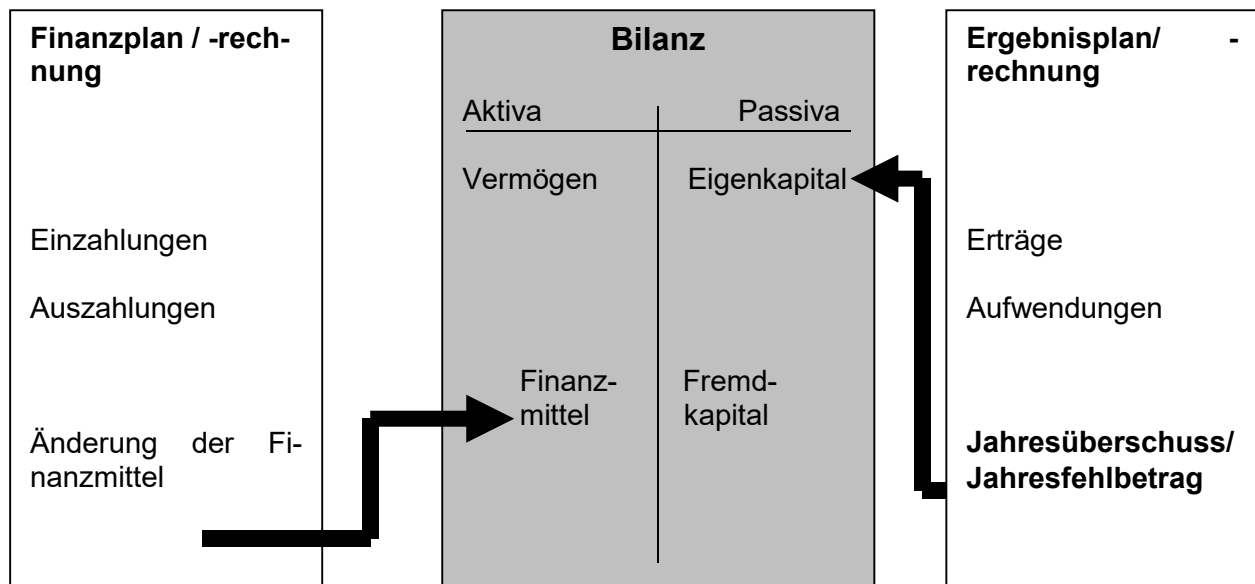 Finanzplan / -rech-
nung
Einzahlungen
Auszahlungen
Änderung der Fi-
nanzmittel
Bilanz
Aktiva Passiva
Vermögen Eigenkapital
Finanz- Fremd-
mittel kapital
Ergebnisplan/ -
rechnung
Erträge
Aufwendungen
Jahresüberschuss/
Jahresfehlbetrag